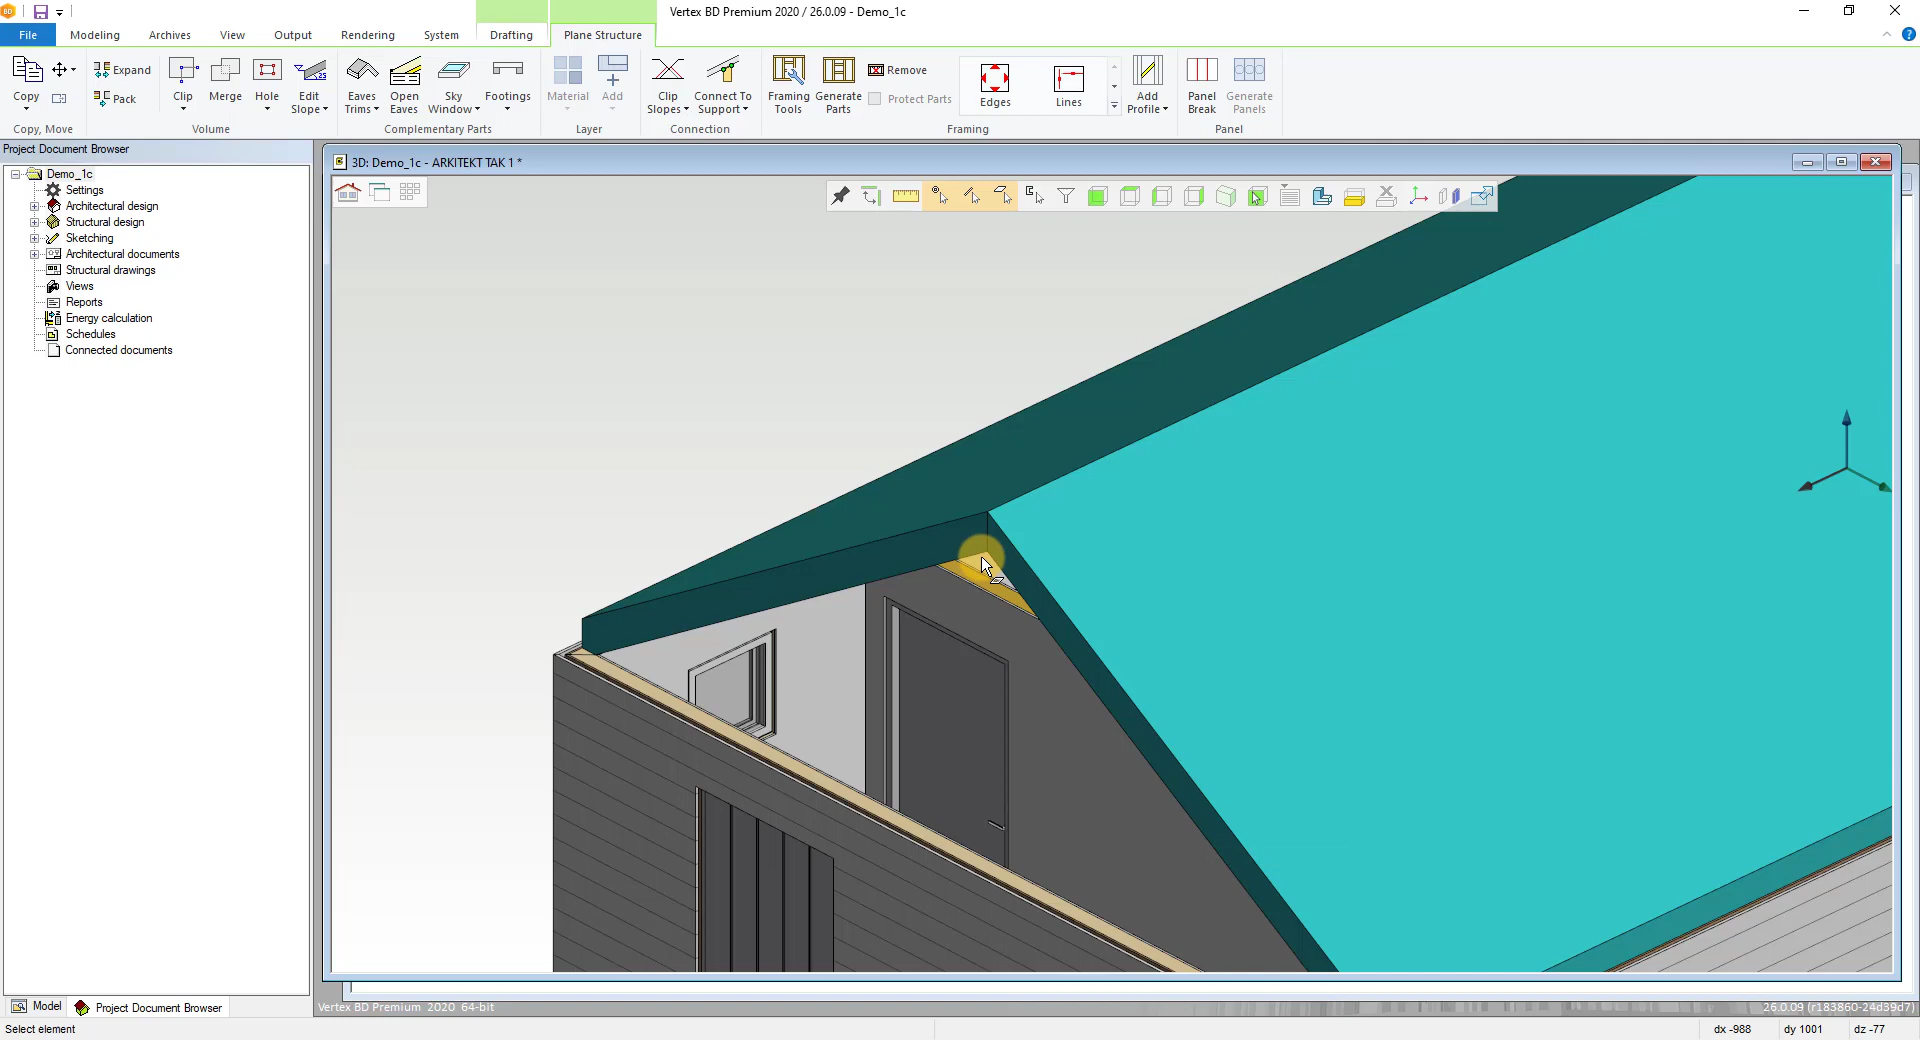 Vertex BD Premium 2020 / 26.0.09 - Demo_1c
File Modeling Archives View Output Rendering System Drafting Plane Structure
Copy Expand Pack Clip Merge Hole Edit Slope Eaves Trims Open Eaves Sky Window Footings Material Add Clip Slopes Connect To Support Framing Tools Generate Parts Remove Protect Parts Edges Lines Add Profile Panel Break Generate Panels
Copy, Move Volume Complementary Parts Layer Connection Framing Panel
Project Document Browser
3D: Demo_1c - ARKITEKT TAK 1 *
Demo_1c
Settings
Architectural design
Structural design
Sketching
Architectural documents
Structural drawings
Views
Reports
Energy calculation
Schedules
Connected documents
Model Project Document Browser
Vertex BD Premium 2020 64-bit
26.0.09 (r183860-24d39d7)
Select element
dx -988 dy 1001 dz -77